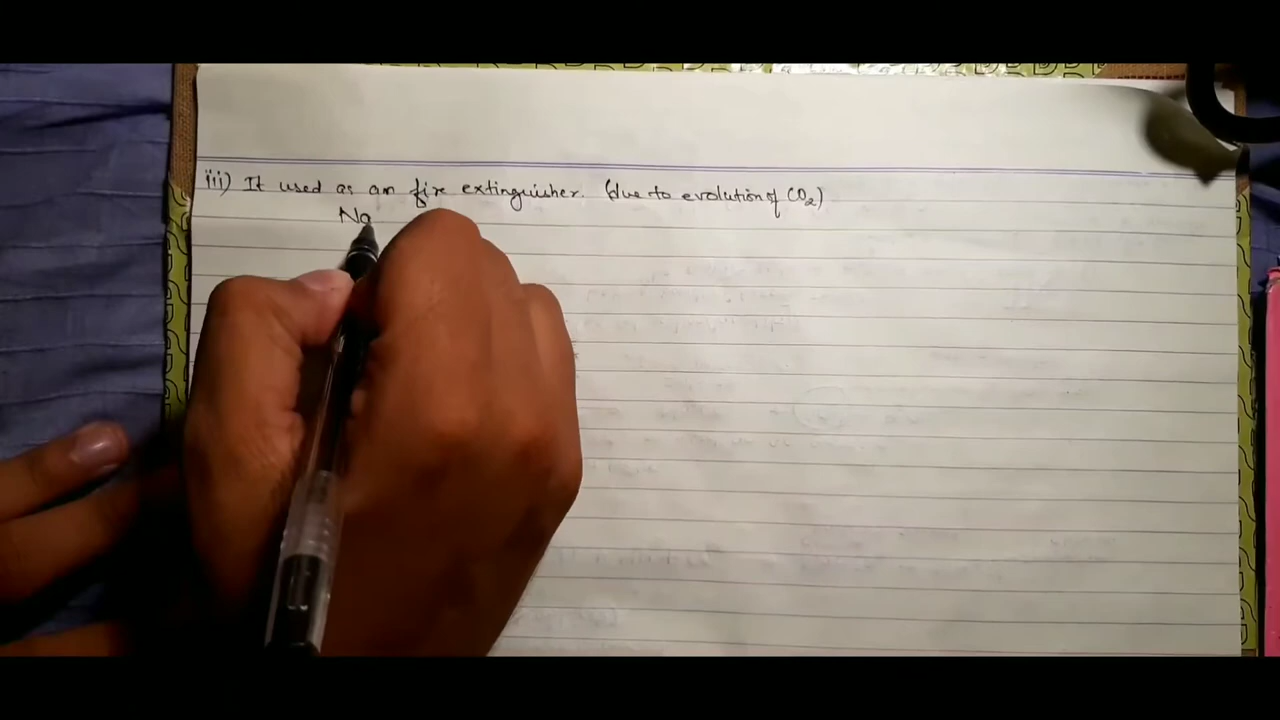 iii) It used as an fire extinguisher. (due to evolution of CO₂)
Na